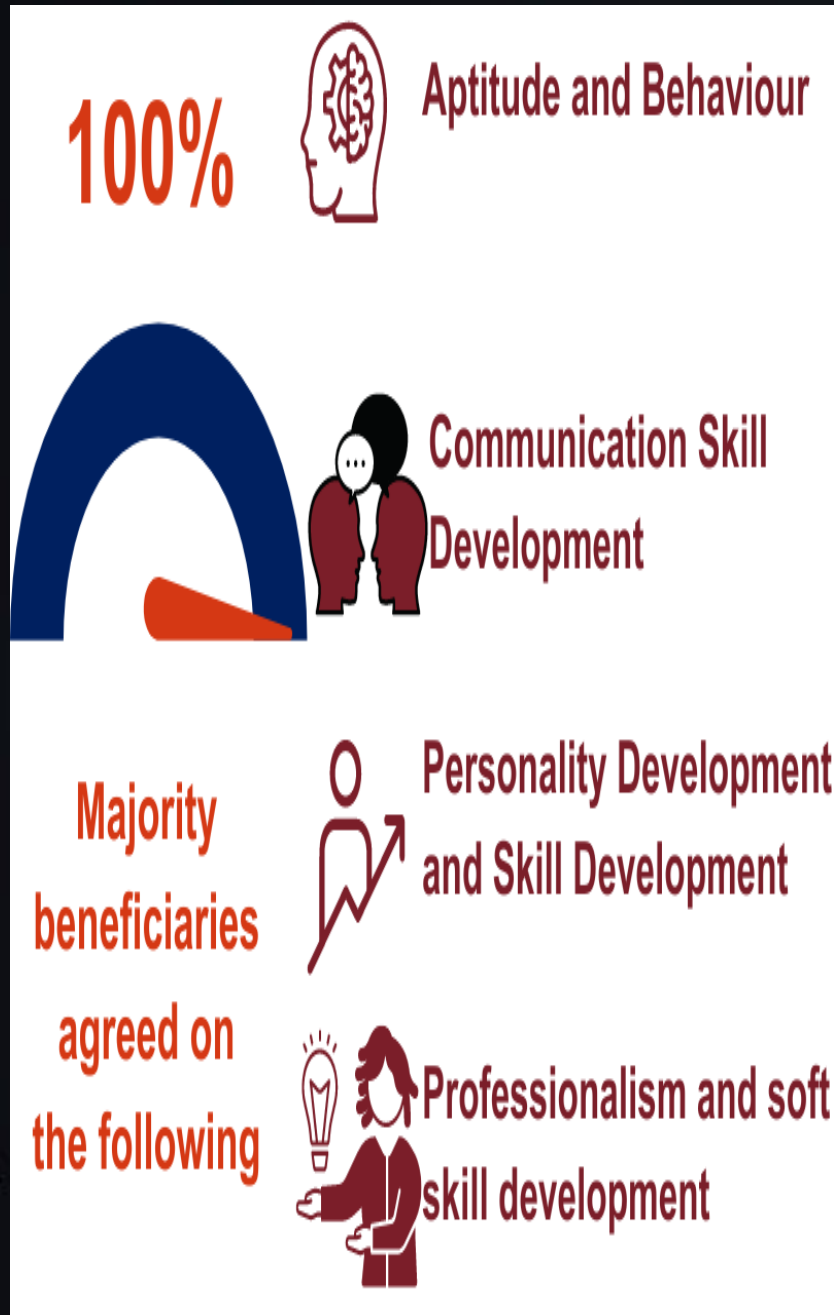 100%
Majority
beneficiaries
agreed on
the following
Aptitude and Behaviour
Communication Skill
Development
Personality Development
and Skill Development
Professionalism and soft
skill development